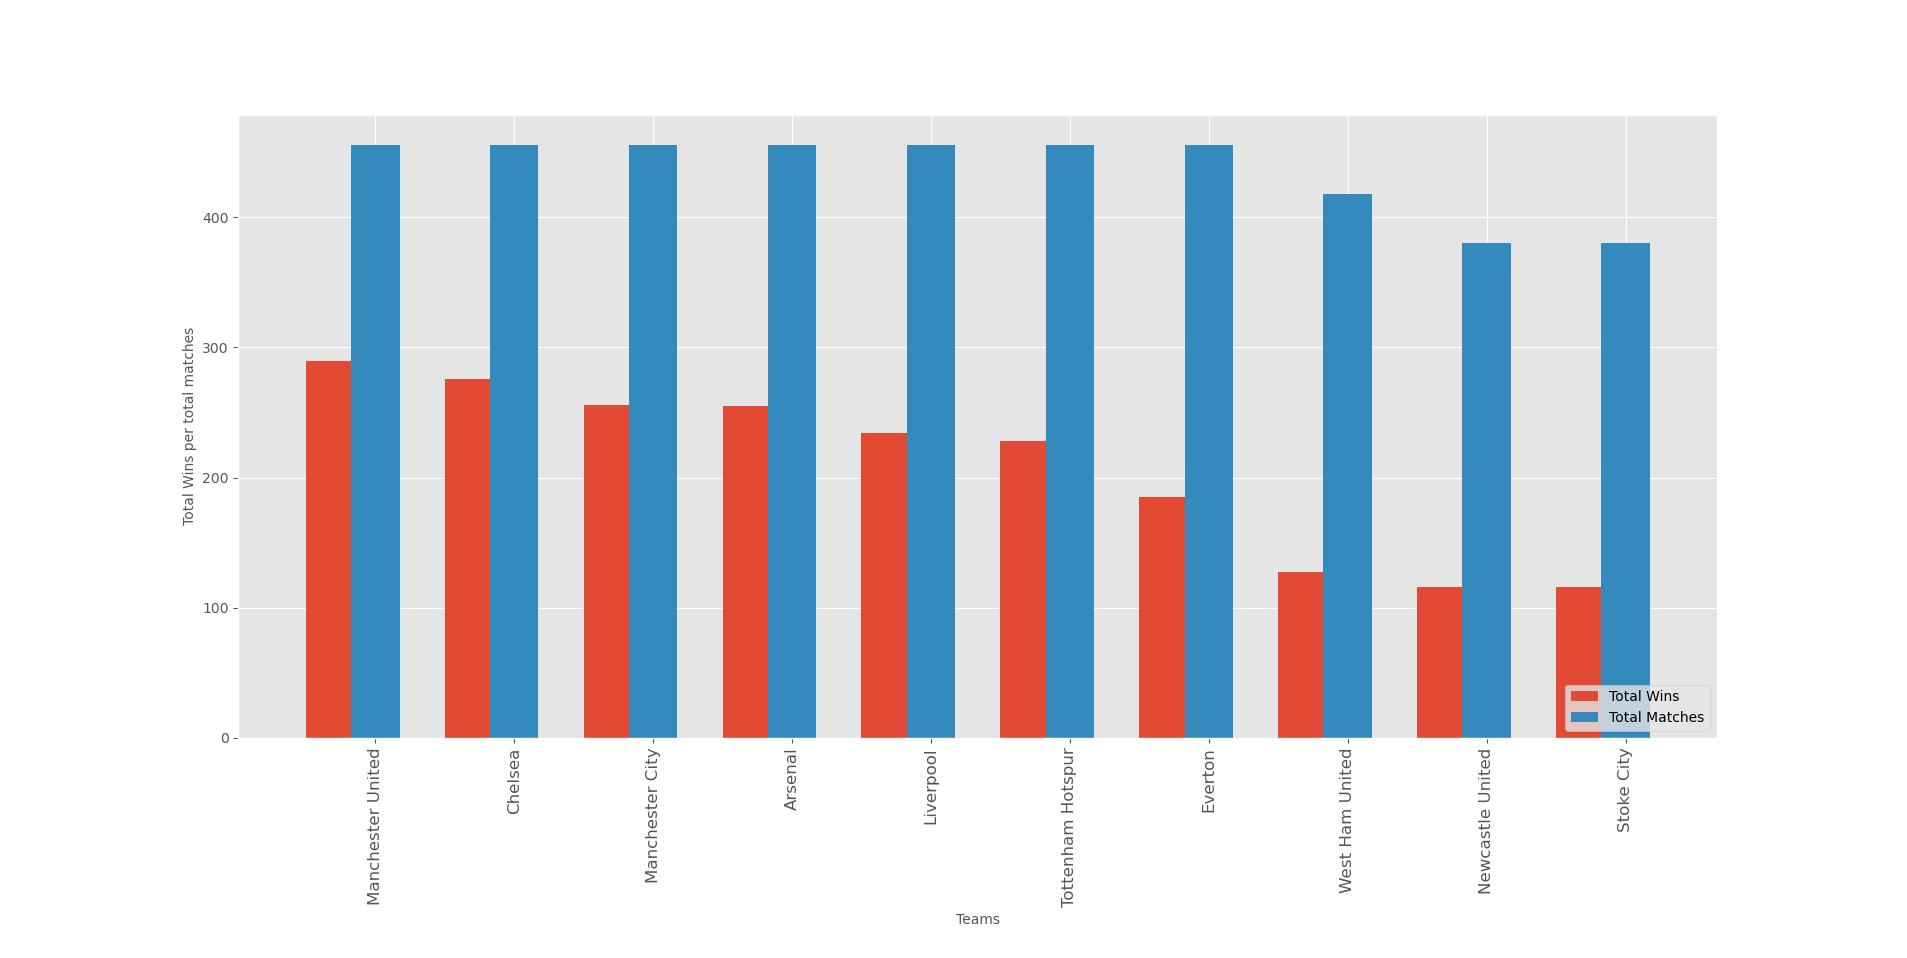 Total Wins per total matches
400
300
200
100
0
Total Wins
Total Matches
Manchester United
Chelsea
Manchester City
Arsenal
Liverpool
Tottenham Hotspur
Everton
West Ham United
Newcastle United
Stoke City
Teams